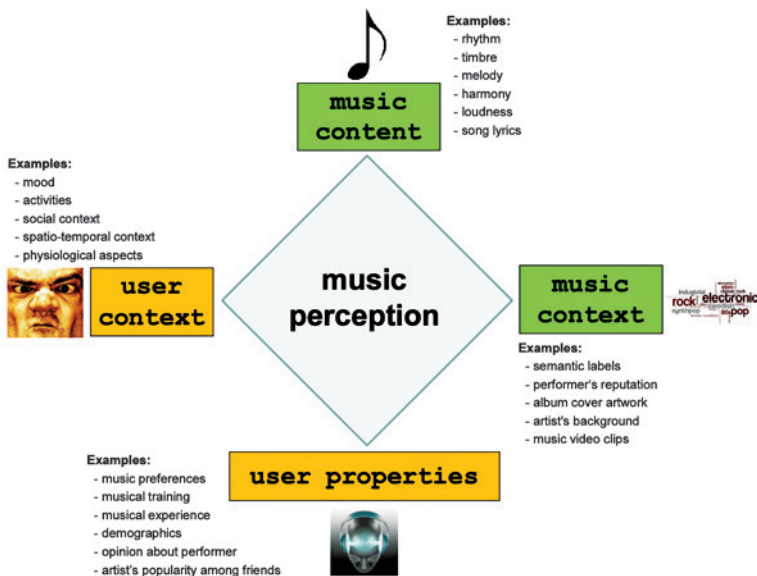 Examples:
- rhythm
- timbre
- melody
- harmony
- loudness
- song lyrics
music
content
Examples:
- mood
- activities
- social context
- spatio-temporal context
- physiological aspects
user
context
music
perception
music
context
industrial
rock
electronic
synthpop
80s
pop
Examples:
- semantic labels
- performer's reputation
- album cover artwork
- artist's background
- music video clips
user properties
Examples:
- music preferences
- musical training
- musical experience
- demographics
- opinion about performer
- artist's popularity among friends